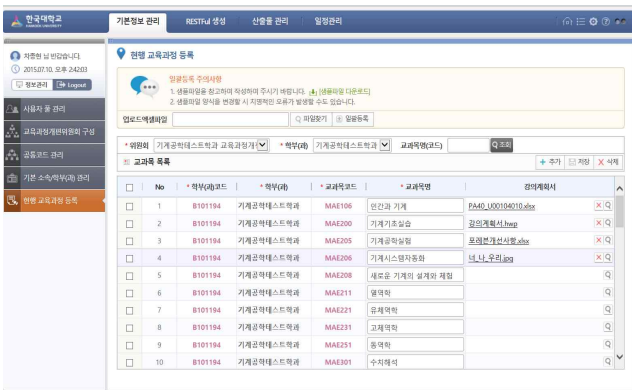 한국대학교
기본정보 관리 RESTFul 생성 산출물 관리 일정관리
차종현 님 반갑습니다.
2015.07.10. 오후 2:42:03
정보관리 Logout
사용자 풀 관리
교육과정개편위원회 구성
공통코드 관리
기본 소속/학부(과) 관리
현행 교육과정 등록
현행 교육과정 등록
일괄등록 주의사항
1. 샘플파일을 참고하여 작성하여 주시기 바랍니다. [샘플파일 다운로드]
2. 샘플파일 양식을 변경할 시 치명적인 오류가 발생할 수도 있습니다.
업로드엑셀파일 파일찾기 일괄등록
* 위원회 기계공학테스트학과 교육과정개 * 학부(과) 기계공학테스트학과 교과목명(코드) 조회
교과목 목록 + 추가 저장 X 삭제
No * 학부(과)코드 * 학부(과) * 교과목코드 * 교과목명 강의계획서
1 B101194 기계공학테스트학과 MAE106 인간과 기계 PA40_U00104010.xlsx
2 B101194 기계공학테스트학과 MAE200 기계기초실습 강의계획서.hwp
3 B101194 기계공학테스트학과 MAE205 기계공학실험 포레븐개선사항.xlsx
4 B101194 기계공학테스트학과 MAE206 기계시스템자동화 너_나_우리.jpg
5 B101194 기계공학테스트학과 MAE208 새로운 기계의 설계와 체험
6 B101194 기계공학테스트학과 MAE211 열역학
7 B101194 기계공학테스트학과 MAE221 유체역학
8 B101194 기계공학테스트학과 MAE231 고체역학
9 B101194 기계공학테스트학과 MAE251 동역학
10 B101194 기계공학테스트학과 MAE301 수치해석